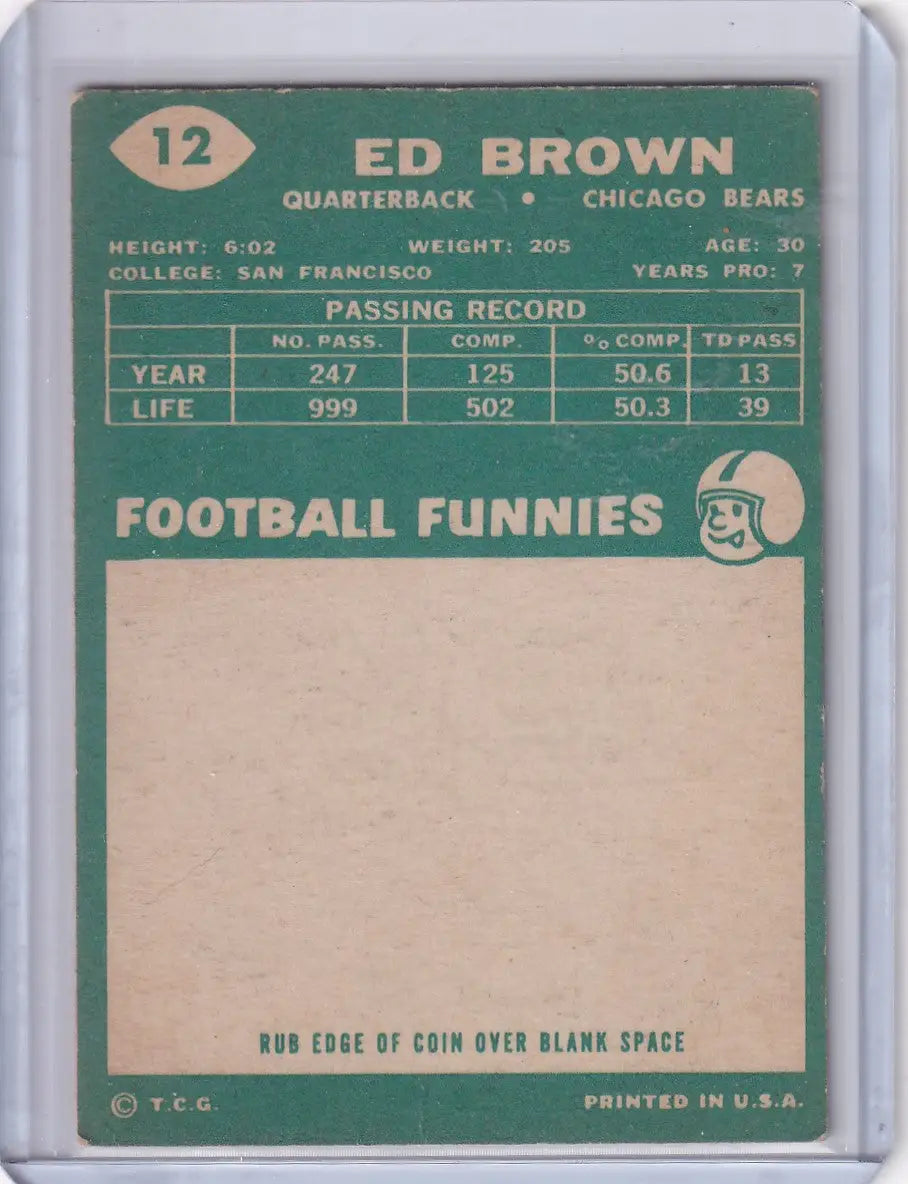 12
ED BROWN
QUARTERBACK • CHICAGO BEARS
HEIGHT: 6:02 WEIGHT: 205 AGE: 30
COLLEGE: SAN FRANCISCO YEARS PRO: 7
PASSING RECORD
NO. PASS. COMP. % COMP. TD PASS
YEAR 247 125 50.6 13
LIFE 999 502 50.3 39
FOOTBALL FUNNIES
RUB EDGE OF COIN OVER BLANK SPACE
© T.C.G. PRINTED IN U.S.A.